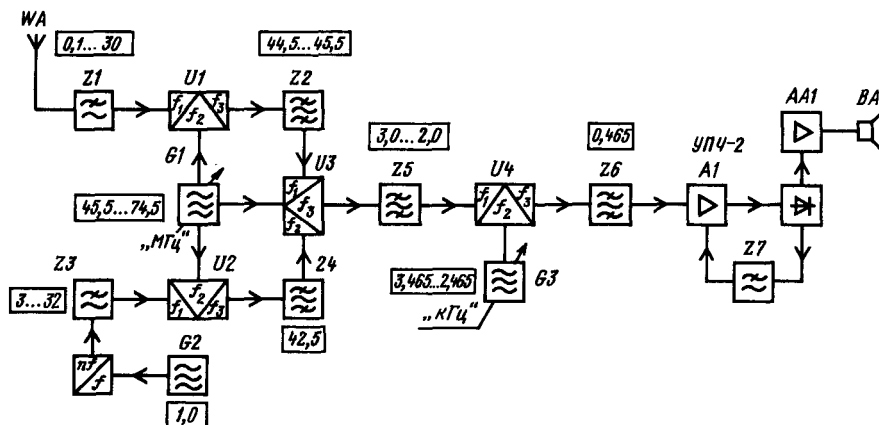 WA
0,1...30
44,5...45,5
Z1
U1
Z2
f₁ f₂ f₃
AA1
BA
G1
U3
3,0...2,0
0,465
УПЧ-2
Z5
U4
Z6
A1
f₁ f₃ f₂
f₁ f₂ f₃
45,5...74,5
„МГц“
Z3
U2
24
Z7
3...32
f₁ f₂ f₃
3,465...2,465
G3
G2
42,5
„кГц“
nf f
1,0